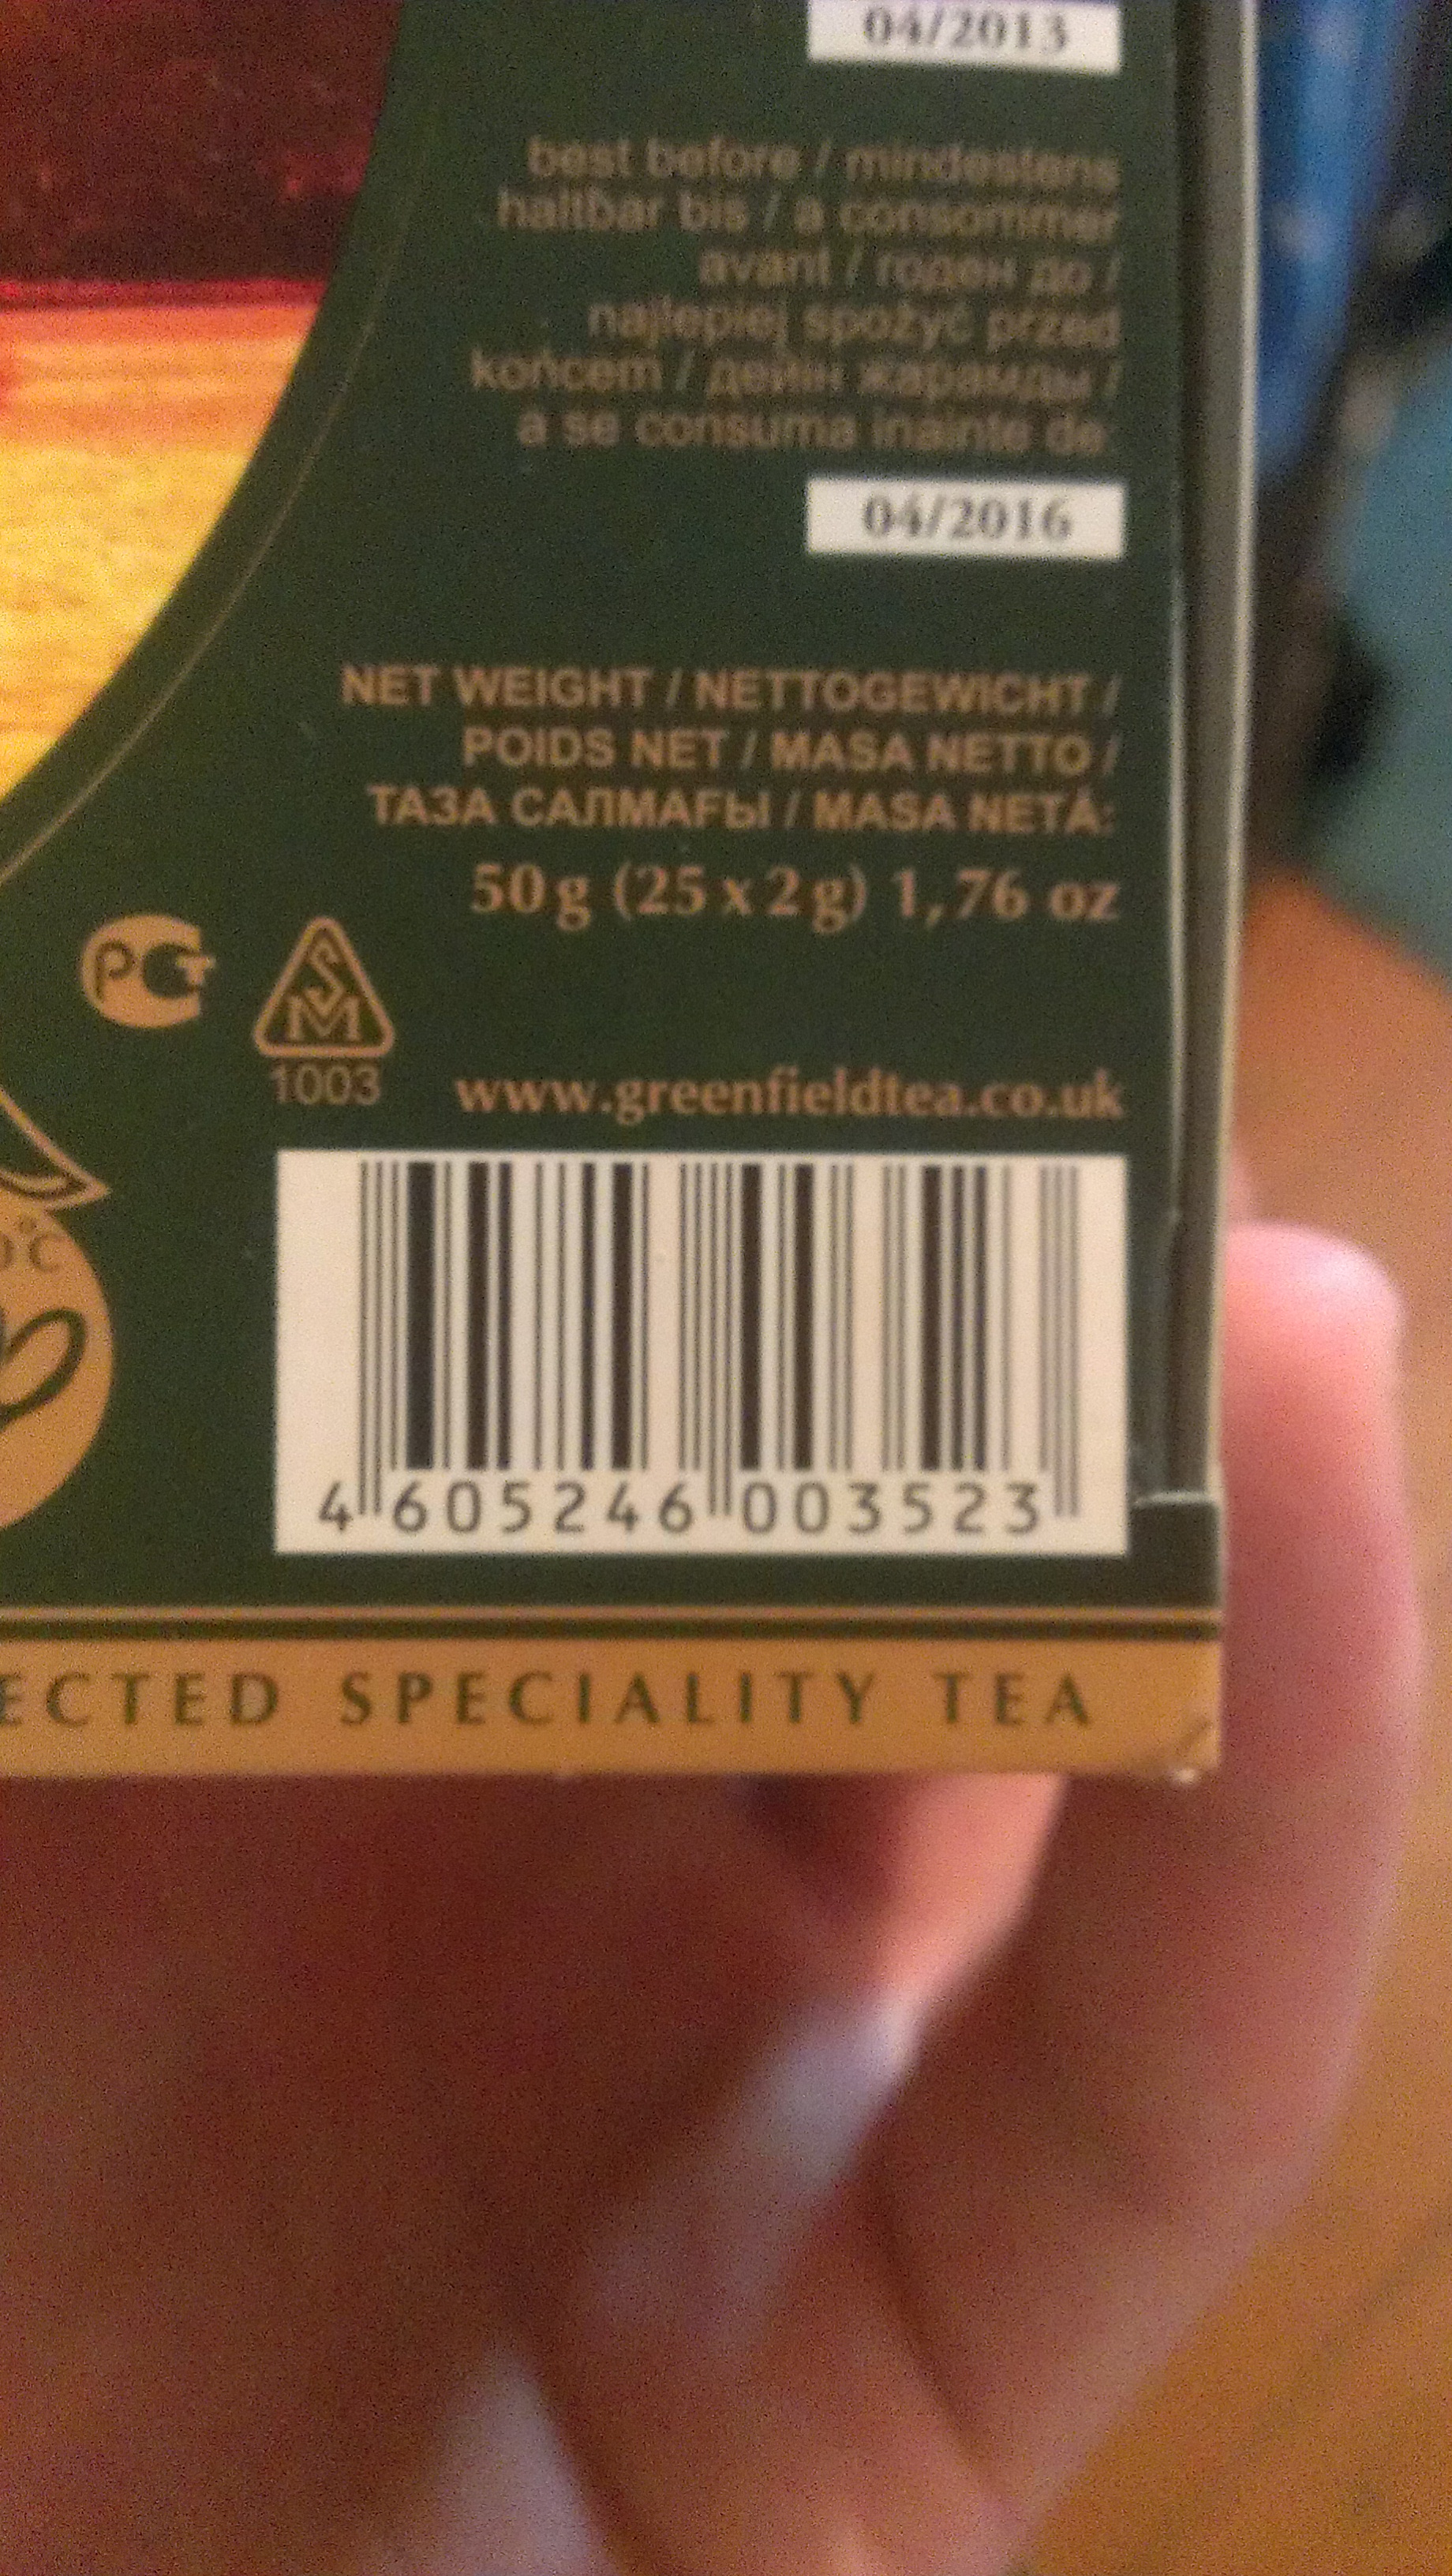 04/2013
best before / mindestens
haltbar bis / a consommer
avant / годен до /
najlepiej spożyć przed
końcem / дейін жарамды /
a se consuma inainte de:
04/2016
NET WEIGHT / NETTOGEWICHT /
POIDS NET / MASA NETTO /
ТАЗА САЛМАҒЫ / MASA NETĂ:
50 g (25 x 2 g) 1,76 oz
РСТ
SM
1003
www.greenfieldtea.co.uk
°C
4 605246 003523
ECTED SPECIALITY TEA